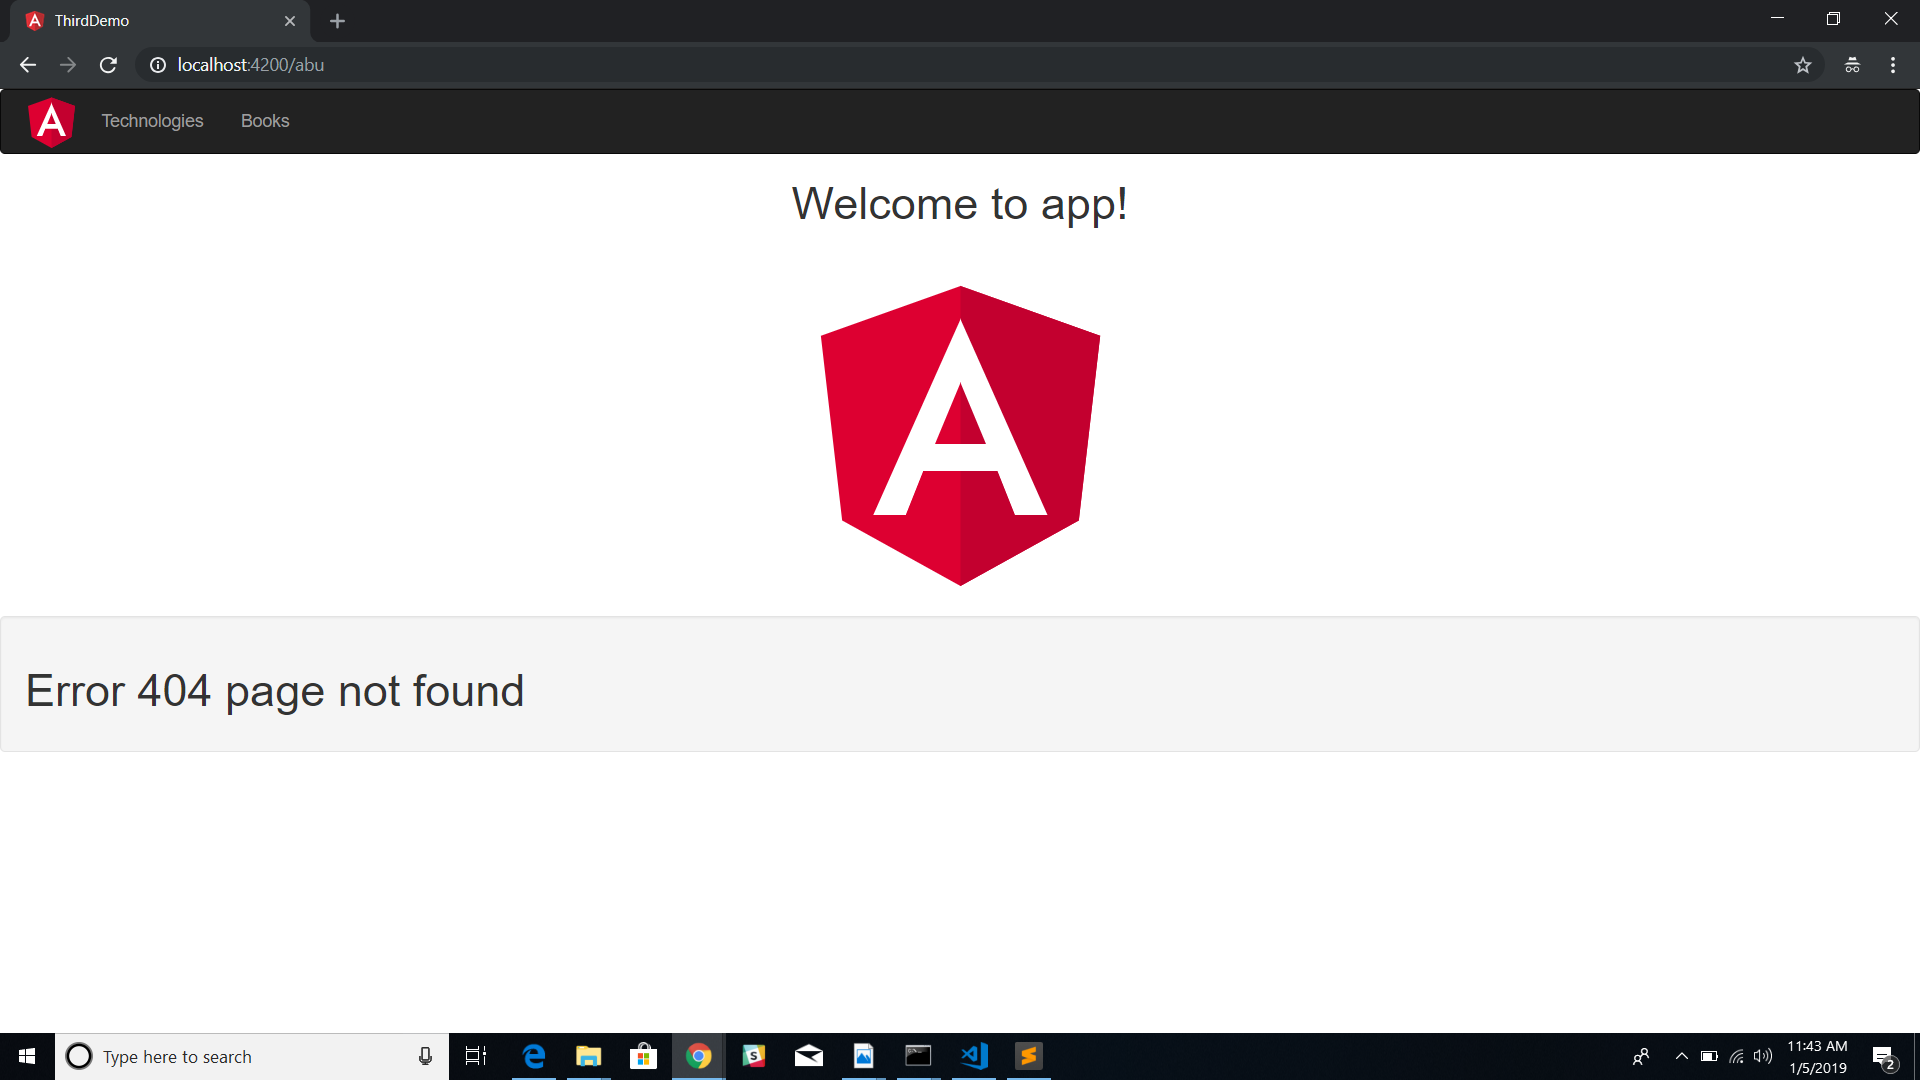 ThirdDemo
localhost:4200/abu
Technologies Books
Welcome to app!
Error 404 page not found
Type here to search
11:43 AM
1/5/2019
2